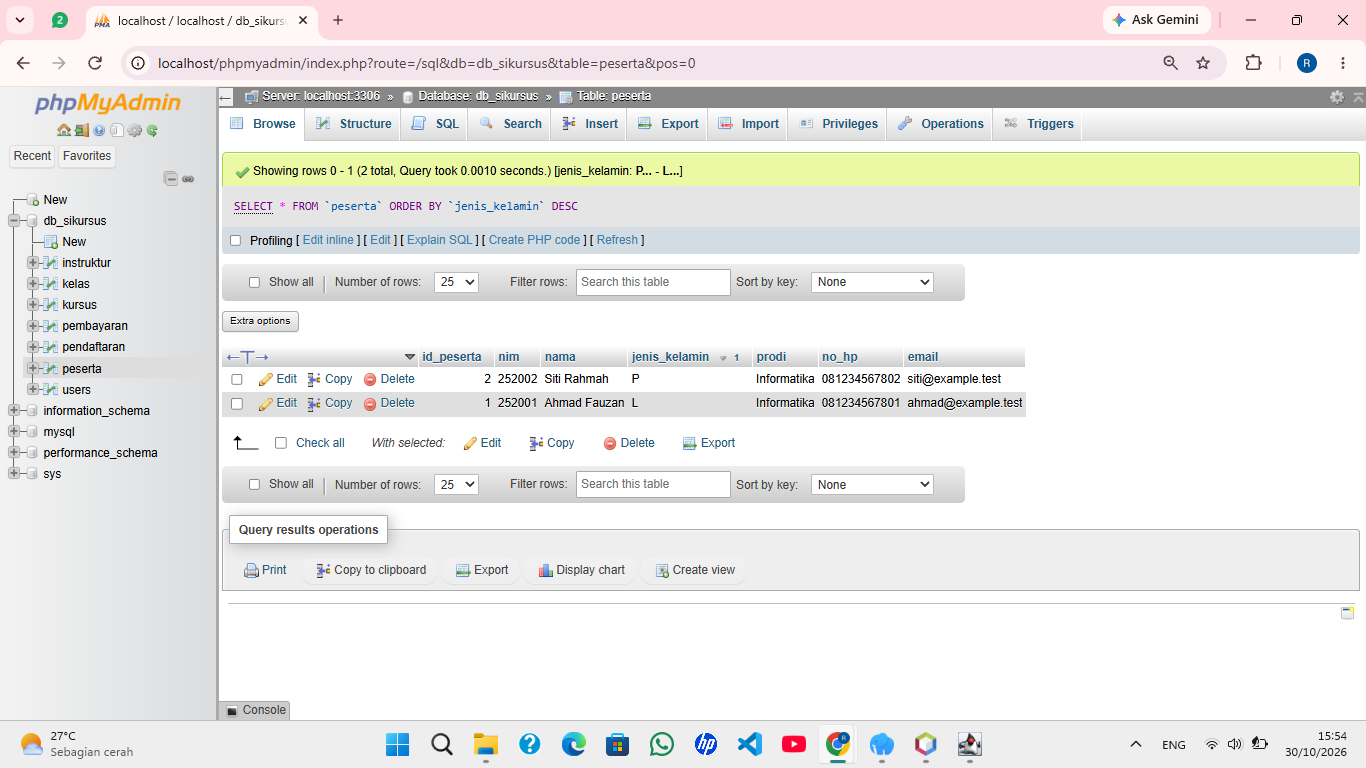 2
localhost / localhost / db_sikurs
Ask Gemini
localhost/phpmyadmin/index.php?route=/sql&db=db_sikursus&table=peserta&pos=0
R
phpMyAdmin
Recent Favorites
New
db_sikursus
New
instruktur
kelas
kursus
pembayaran
pendaftaran
peserta
users
information_schema
mysql
performance_schema
sys
Server: localhost:3306 » Database: db_sikursus » Table: peserta
Browse Structure SQL Search Insert Export Import Privileges Operations Triggers
Showing rows 0 - 1 (2 total, Query took 0.0010 seconds.) [jenis_kelamin: P... - L...]
SELECT * FROM `peserta` ORDER BY `jenis_kelamin` DESC
Profiling [ Edit inline ] [ Edit ] [ Explain SQL ] [ Create PHP code ] [ Refresh ]
Show all Number of rows: 25 Filter rows: Search this table Sort by key: None
Extra options
←T→ id_peserta nim nama jenis_kelamin 1 prodi no_hp email
Edit Copy Delete 2 252002 Siti Rahmah P Informatika 081234567802 siti@example.test
Edit Copy Delete 1 252001 Ahmad Fauzan L Informatika 081234567801 ahmad@example.test
Check all With selected: Edit Copy Delete Export
Show all Number of rows: 25 Filter rows: Search this table Sort by key: None
Query results operations
Print Copy to clipboard Export Display chart Create view
Console
27°C
Sebagian cerah
ENG
15:54
30/10/2026